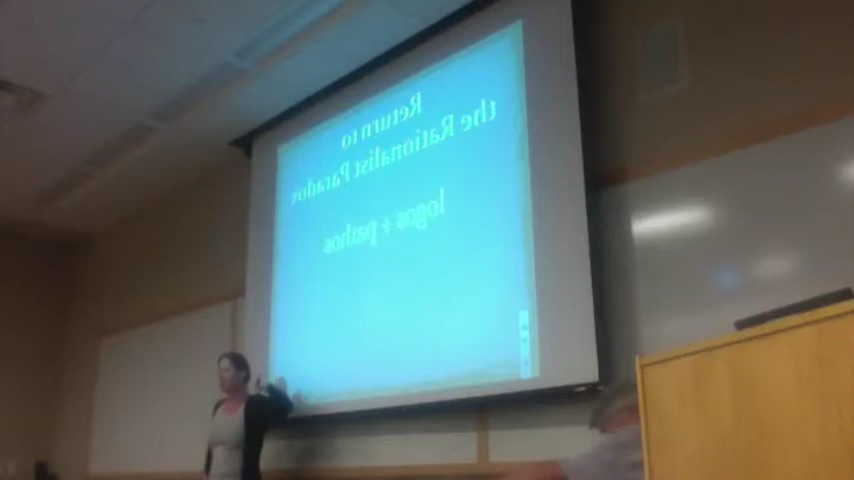 Return to
the Rationalist Paradox
logos + pathos